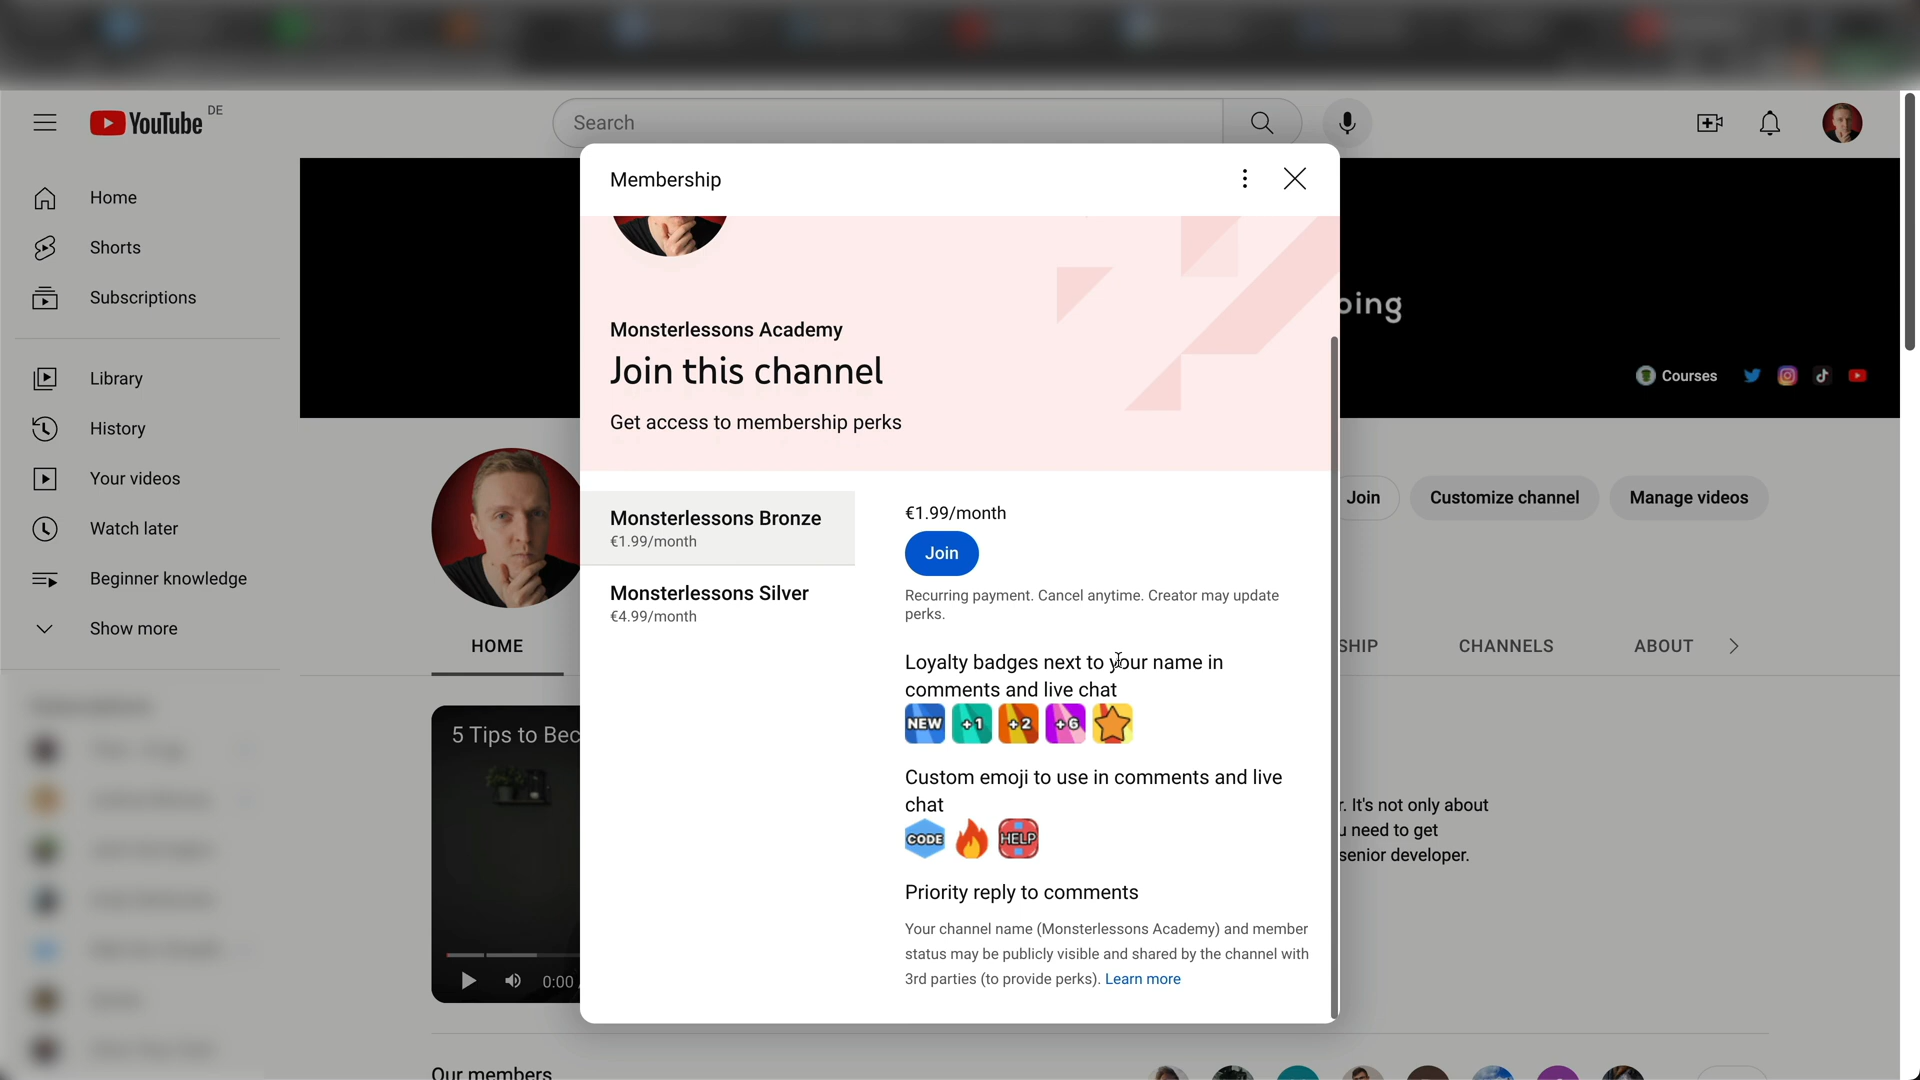 YouTube DE
Search
Home
Shorts
Subscriptions
Library
History
Your videos
Watch later
Beginner knowledge
Show more
Membership
Monsterlessons Academy
Join this channel
Get access to membership perks
Monsterlessons Bronze
€1.99/month
Monsterlessons Silver
€4.99/month
€1.99/month
Join
Recurring payment. Cancel anytime. Creator may update
perks.
Loyalty badges next to your name in
comments and live chat
NEW +1 +2 +6
Custom emoji to use in comments and live
chat
CODE HELP
Priority reply to comments
Your channel name (Monsterlessons Academy) and member
status may be publicly visible and shared by the channel with
3rd parties (to provide perks). Learn more
ping
Courses
Join
Customize channel
Manage videos
HOME
SHIP
CHANNELS
ABOUT
5 Tips to Bec
0:00
r. It's not only about
u need to get
senior developer.
Our members